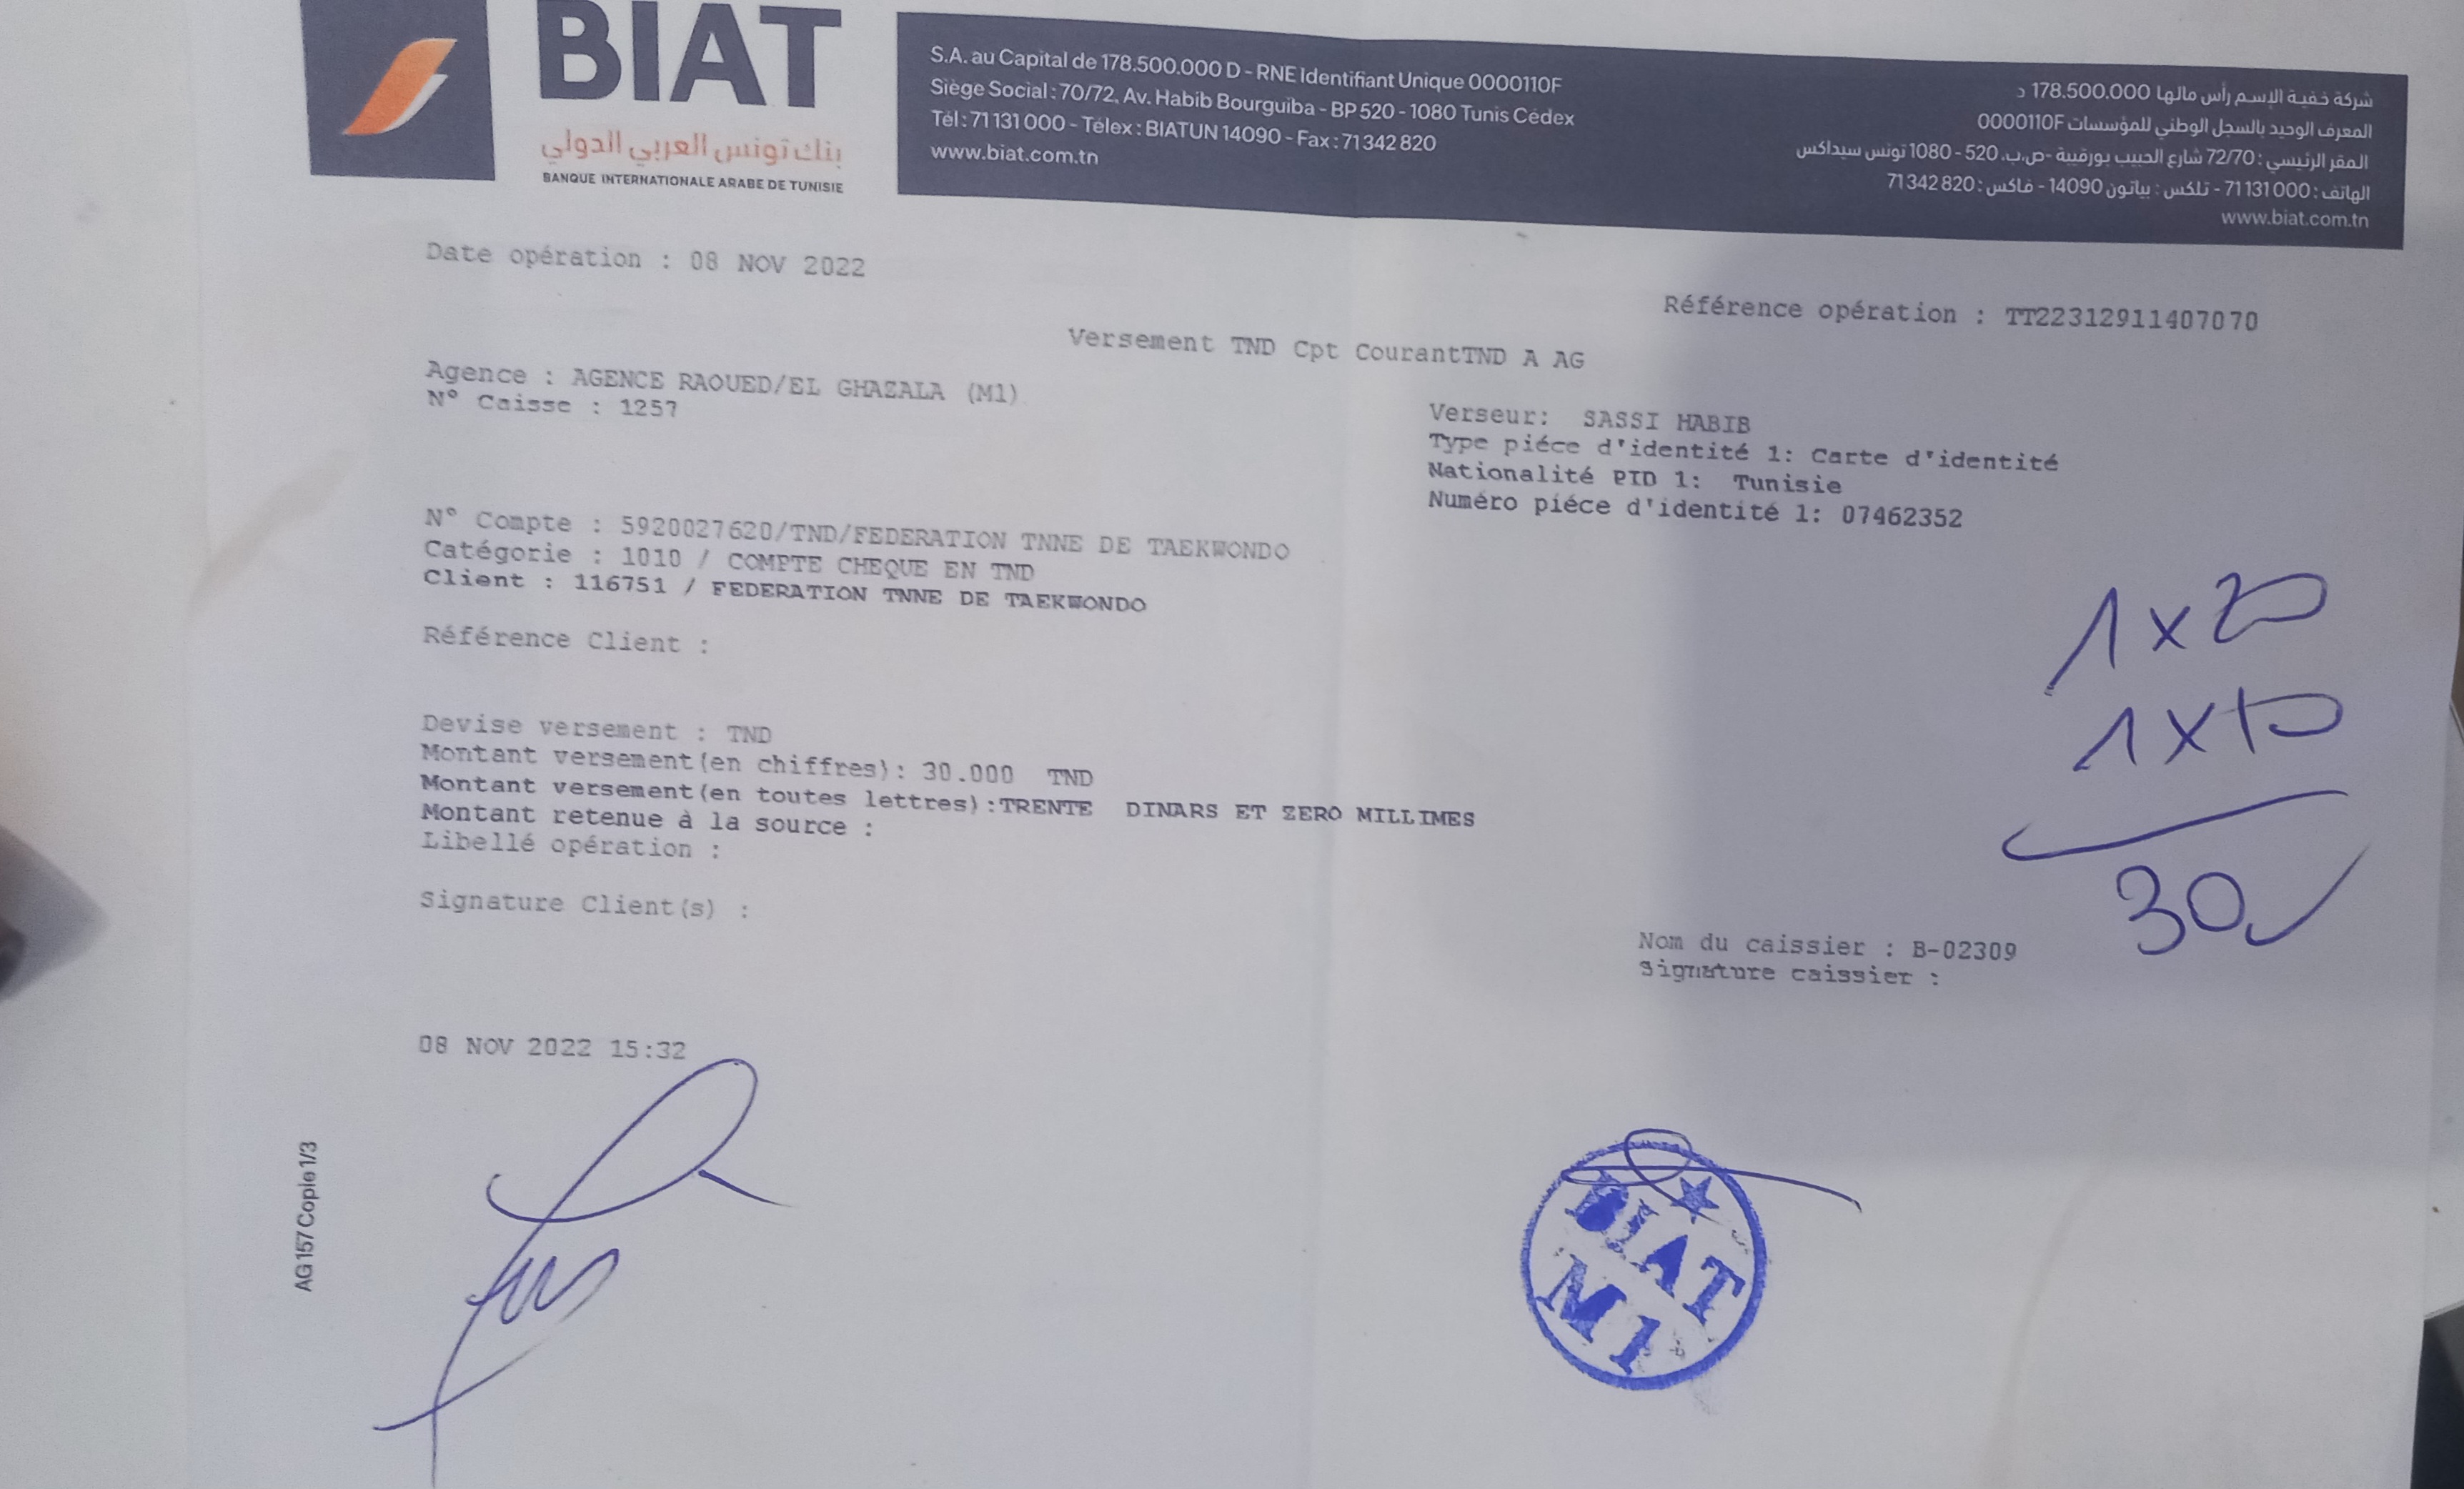 BIAT
بنك تونس العربي الدولي
BANQUE INTERNATIONALE ARABE DE TUNISIE
S.A. au Capital de 178.500.000 D - RNE Identifiant Unique 0000110F
Siège Social : 70/72, Av. Habib Bourguiba - BP 520 - 1080 Tunis Cédex
Tél : 71 131 000 - Télex : BIATUN 14090 - Fax : 71 342 820
www.biat.com.tn
شركة خفية الإسم رأس مالها 178.500.000 د
المعرف الوحيد بالسجل الوطني للمؤسسات 0000110F
المقر الرئيسي : 72/70 شارع الحبيب بورقيبة -ص.ب. 520 - 1080 تونس سيداكس
الهاتف : 71 131 000 - تلكس : بياتون 14090 - فاكس : 71 342 820
www.biat.com.tn
Date opération : 08 NOV 2022
Référence opération : TT22312911407070
Versement TND Cpt CourantTND A AG
Agence : AGENCE RAOUED/EL GHAZALA (M1)
N° Caisse : 1257
Verseur: SASSI HABIB
Type piéce d'identité 1: Carte d'identité
Nationalité PID 1: Tunisie
Numéro piéce d'identité 1: 07462352
N° Compte : 5920027620/TND/FEDERATION TNNE DE TAEKWONDO
Catégorie : 1010 / COMPTE CHEQUE EN TND
Client : 116751 / FEDERATION TNNE DE TAEKWONDO
Référence Client :
1 x 20
1 x 10
30
Devise versement : TND
Montant versement(en chiffres): 30.000 TND
Montant versement(en toutes lettres):TRENTE DINARS ET ZERO MILLIMES
Montant retenue à la source :
Libellé opération :
Signature Client(s) :
Nom du caissier : B-02309
Signature caissier :
08 NOV 2022 15:32
AG 157 Copie 1/3
BIAT
M1